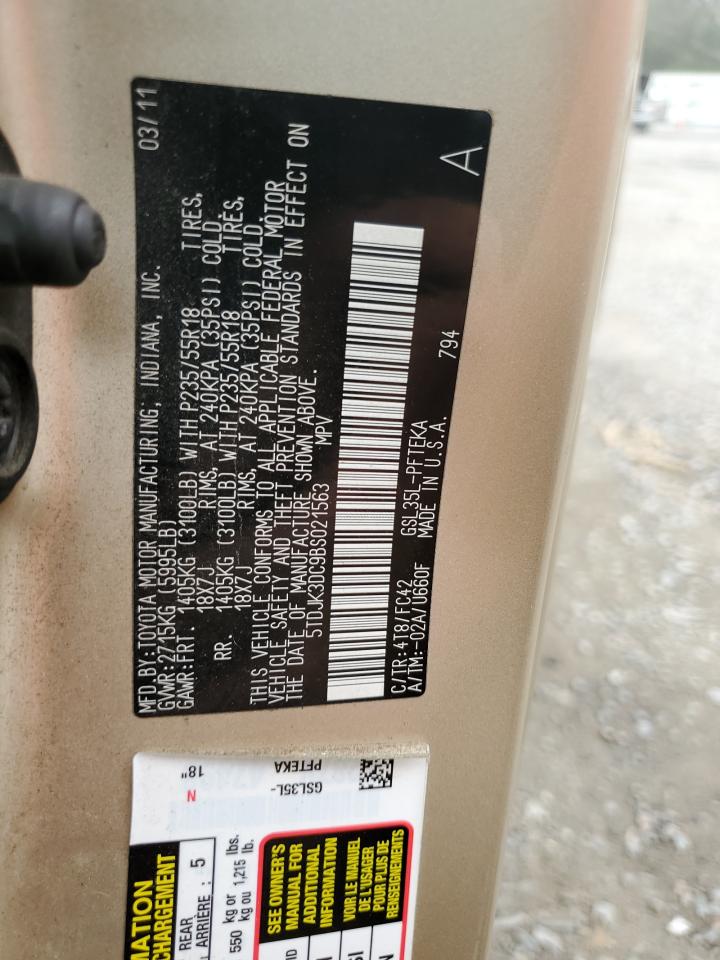 MFD.BY:TOYOTA MOTOR MANUFACTURING, INDIANA, INC. 03/11
GVWR:2715KG(5995LB)
GAWR:FRT. 1405KG(3100LB)WITH P235/55R18 TIRES,
18X7J RIMS, AT 240KPA(35PSI) COLD,
RR. 1405KG(3100LB)WITH P235/55R18 TIRES,
18X7J RIMS, AT 240KPA(35PSI) COLD.
THIS VEHICLE CONFORMS TO ALL APPLICABLE FEDERAL MOTOR
VEHICLE SAFETY AND THEFT PREVENTION STANDARDS IN EFFECT ON
THE DATE OF MANUFACTURE SHOWN ABOVE.
5TDJK3DC9BS021563 MPV
A
C/TR:4T8/FC42 GSL35L-PFTEKA 794
A/TM:-02A/U660F MADE IN U.S.A.
GSL35L-
PFTEKA
18"
N
MATION
CHARGEMENT
REAR
ARRIÈRE : 5
550 kg or
kg ou 1,215 lbs.
lb.
SEE OWNER'S
MANUAL FOR
ADDITIONAL
INFORMATION
VOIR LE MANUEL
DE L'USAGER
POUR PLUS DE
RENSEIGNEMENTS